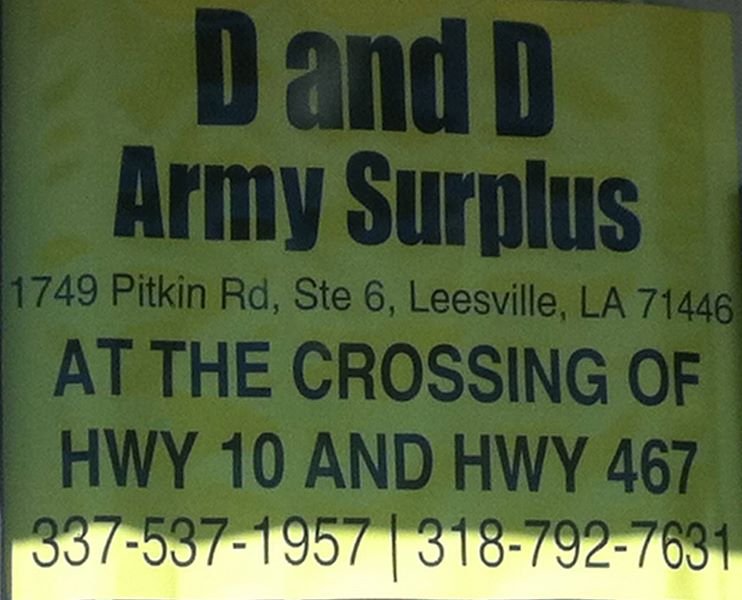 D and D
Army Surplus
1749 Pitkin Rd, Ste 6, Leesville, LA 71446
AT THE CROSSING OF
HWY 10 AND HWY 467
337-537-1957 | 318-792-7631